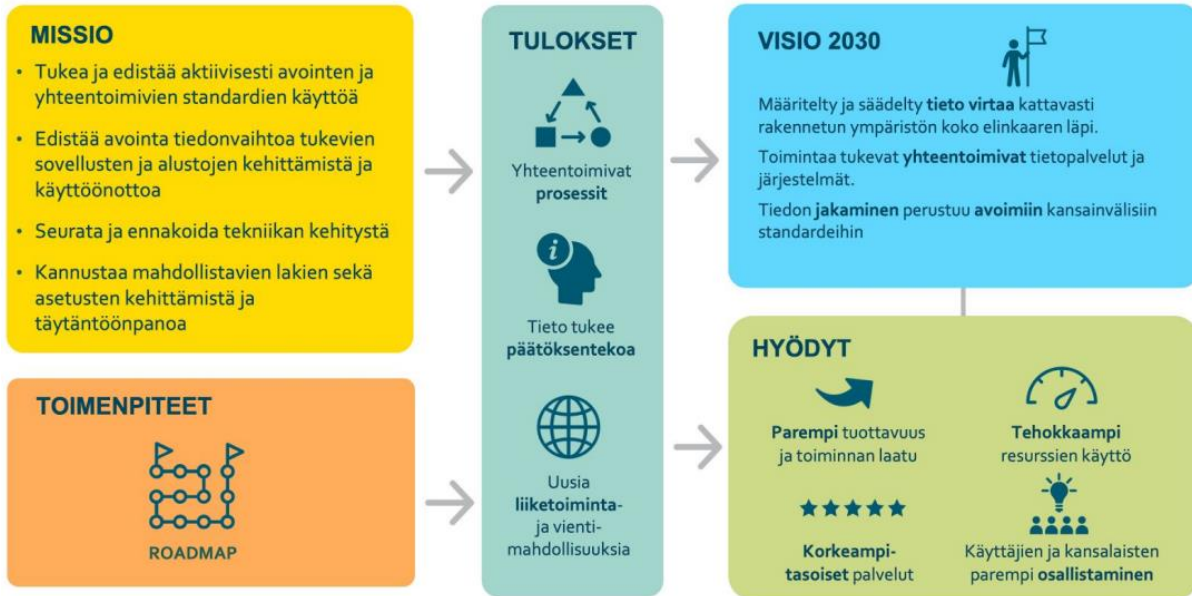 MISSIO
• Tukea ja edistää aktiivisesti avointen ja
yhteentoimivien standardien käyttöä
• Edistää avointa tiedonvaihtoa tukevien
sovellusten ja alustojen kehittämistä ja
käyttöönottoa
• Seurata ja ennakoida tekniikan kehitystä
• Kannustaa mahdollistavien lakien sekä
asetusten kehittämistä ja
täytäntöönpanoa
TOIMENPITEET
ROADMAP
TULOKSET
Yhteentoimivat
prosessit
i
Tieto tukee
päätöksentekoa
Uusia
liiketoiminta-
ja vienti-
mahdollisuuksia
VISIO 2030
Määritelty ja säädelty tieto virtaa kattavasti
rakennetun ympäristön koko elinkaaren läpi.
Toimintaa tukevat yhteentoimivat tietopalvelut ja
järjestelmät.
Tiedon jakaminen perustuu avoimiin kansainvälisiin
standardeihin
HYÖDYT
Parempi tuottavuus
ja toiminnan laatu
Tehokkaampi
resurssien käyttö
Korkeampi-
tasoiset palvelut
Käyttäjien ja kansalaisten
parempi osallistaminen